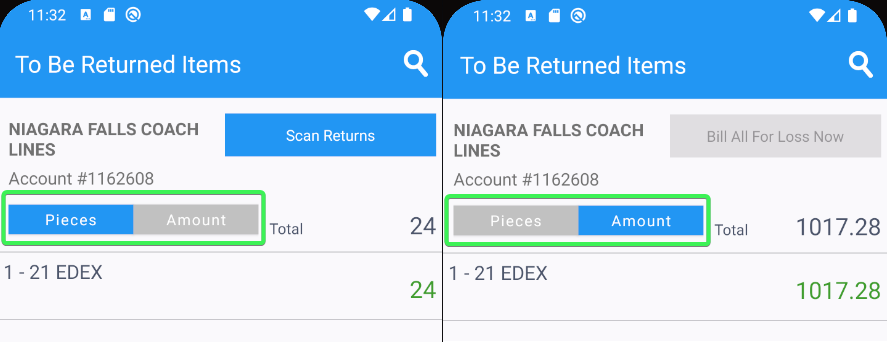 11:32
To Be Returned Items
NIAGARA FALLS COACH
LINES
Scan Returns
Account #1162608
Pieces Amount
Total 24
1 - 21 EDEX
24
11:32
To Be Returned Items
NIAGARA FALLS COACH
LINES
Bill All For Loss Now
Account #1162608
Pieces Amount
Total 1017.28
1 - 21 EDEX
1017.28